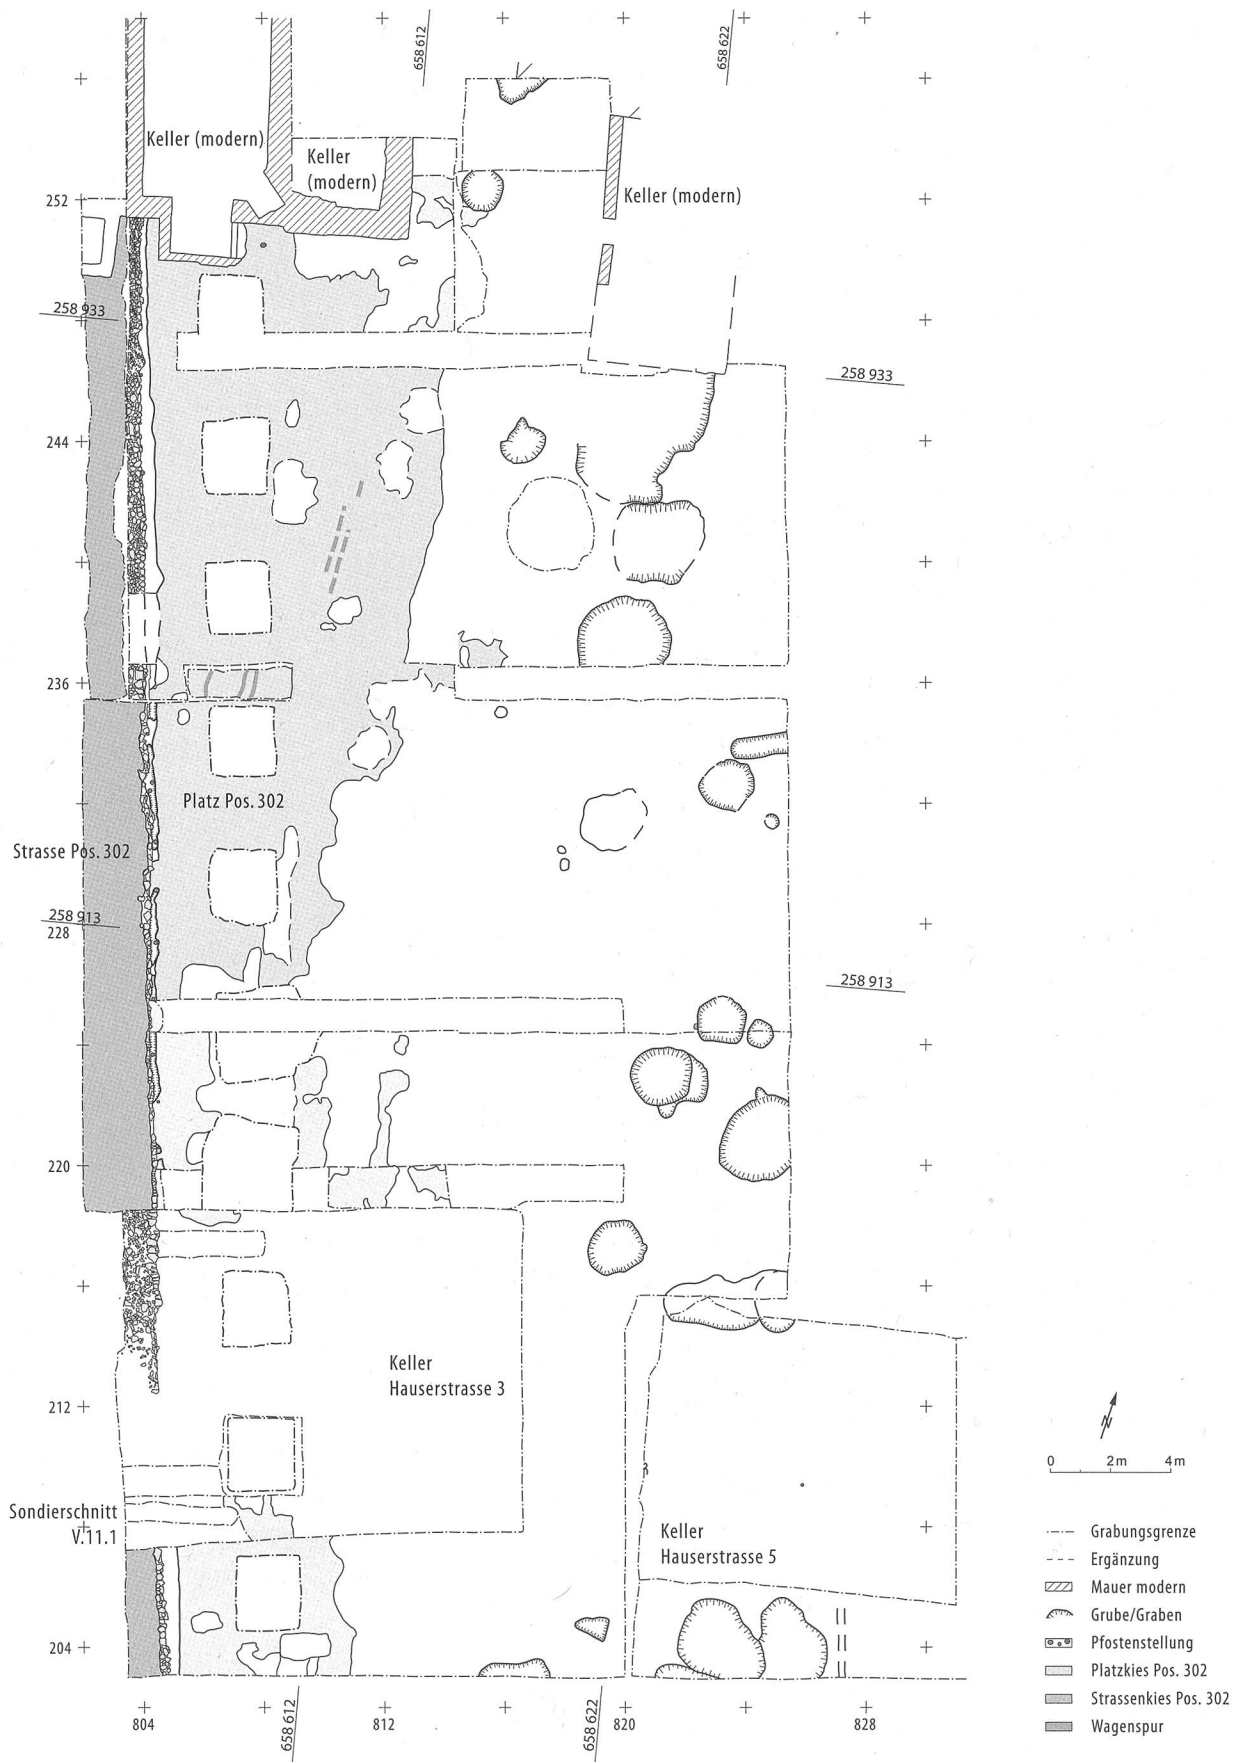 658 612
658 622
Keller (modern)
Keller
(modern)
Keller (modern)
252
258 933
258 933
244
236
Platz Pos. 302
Strasse Pos. 302
258 913
228
258 913
220
Keller
Hauserstrasse 3
212
N
0 2m 4m
Sondierschnitt
V.11.1
Keller
Hauserstrasse 5
Grabungsgrenze
Ergänzung
Mauer modern
Grube/Graben
Pfostenstellung
Platzkies Pos. 302
Strassenkies Pos. 302
Wagenspur
204
804
658 612
812
658 622
820
828